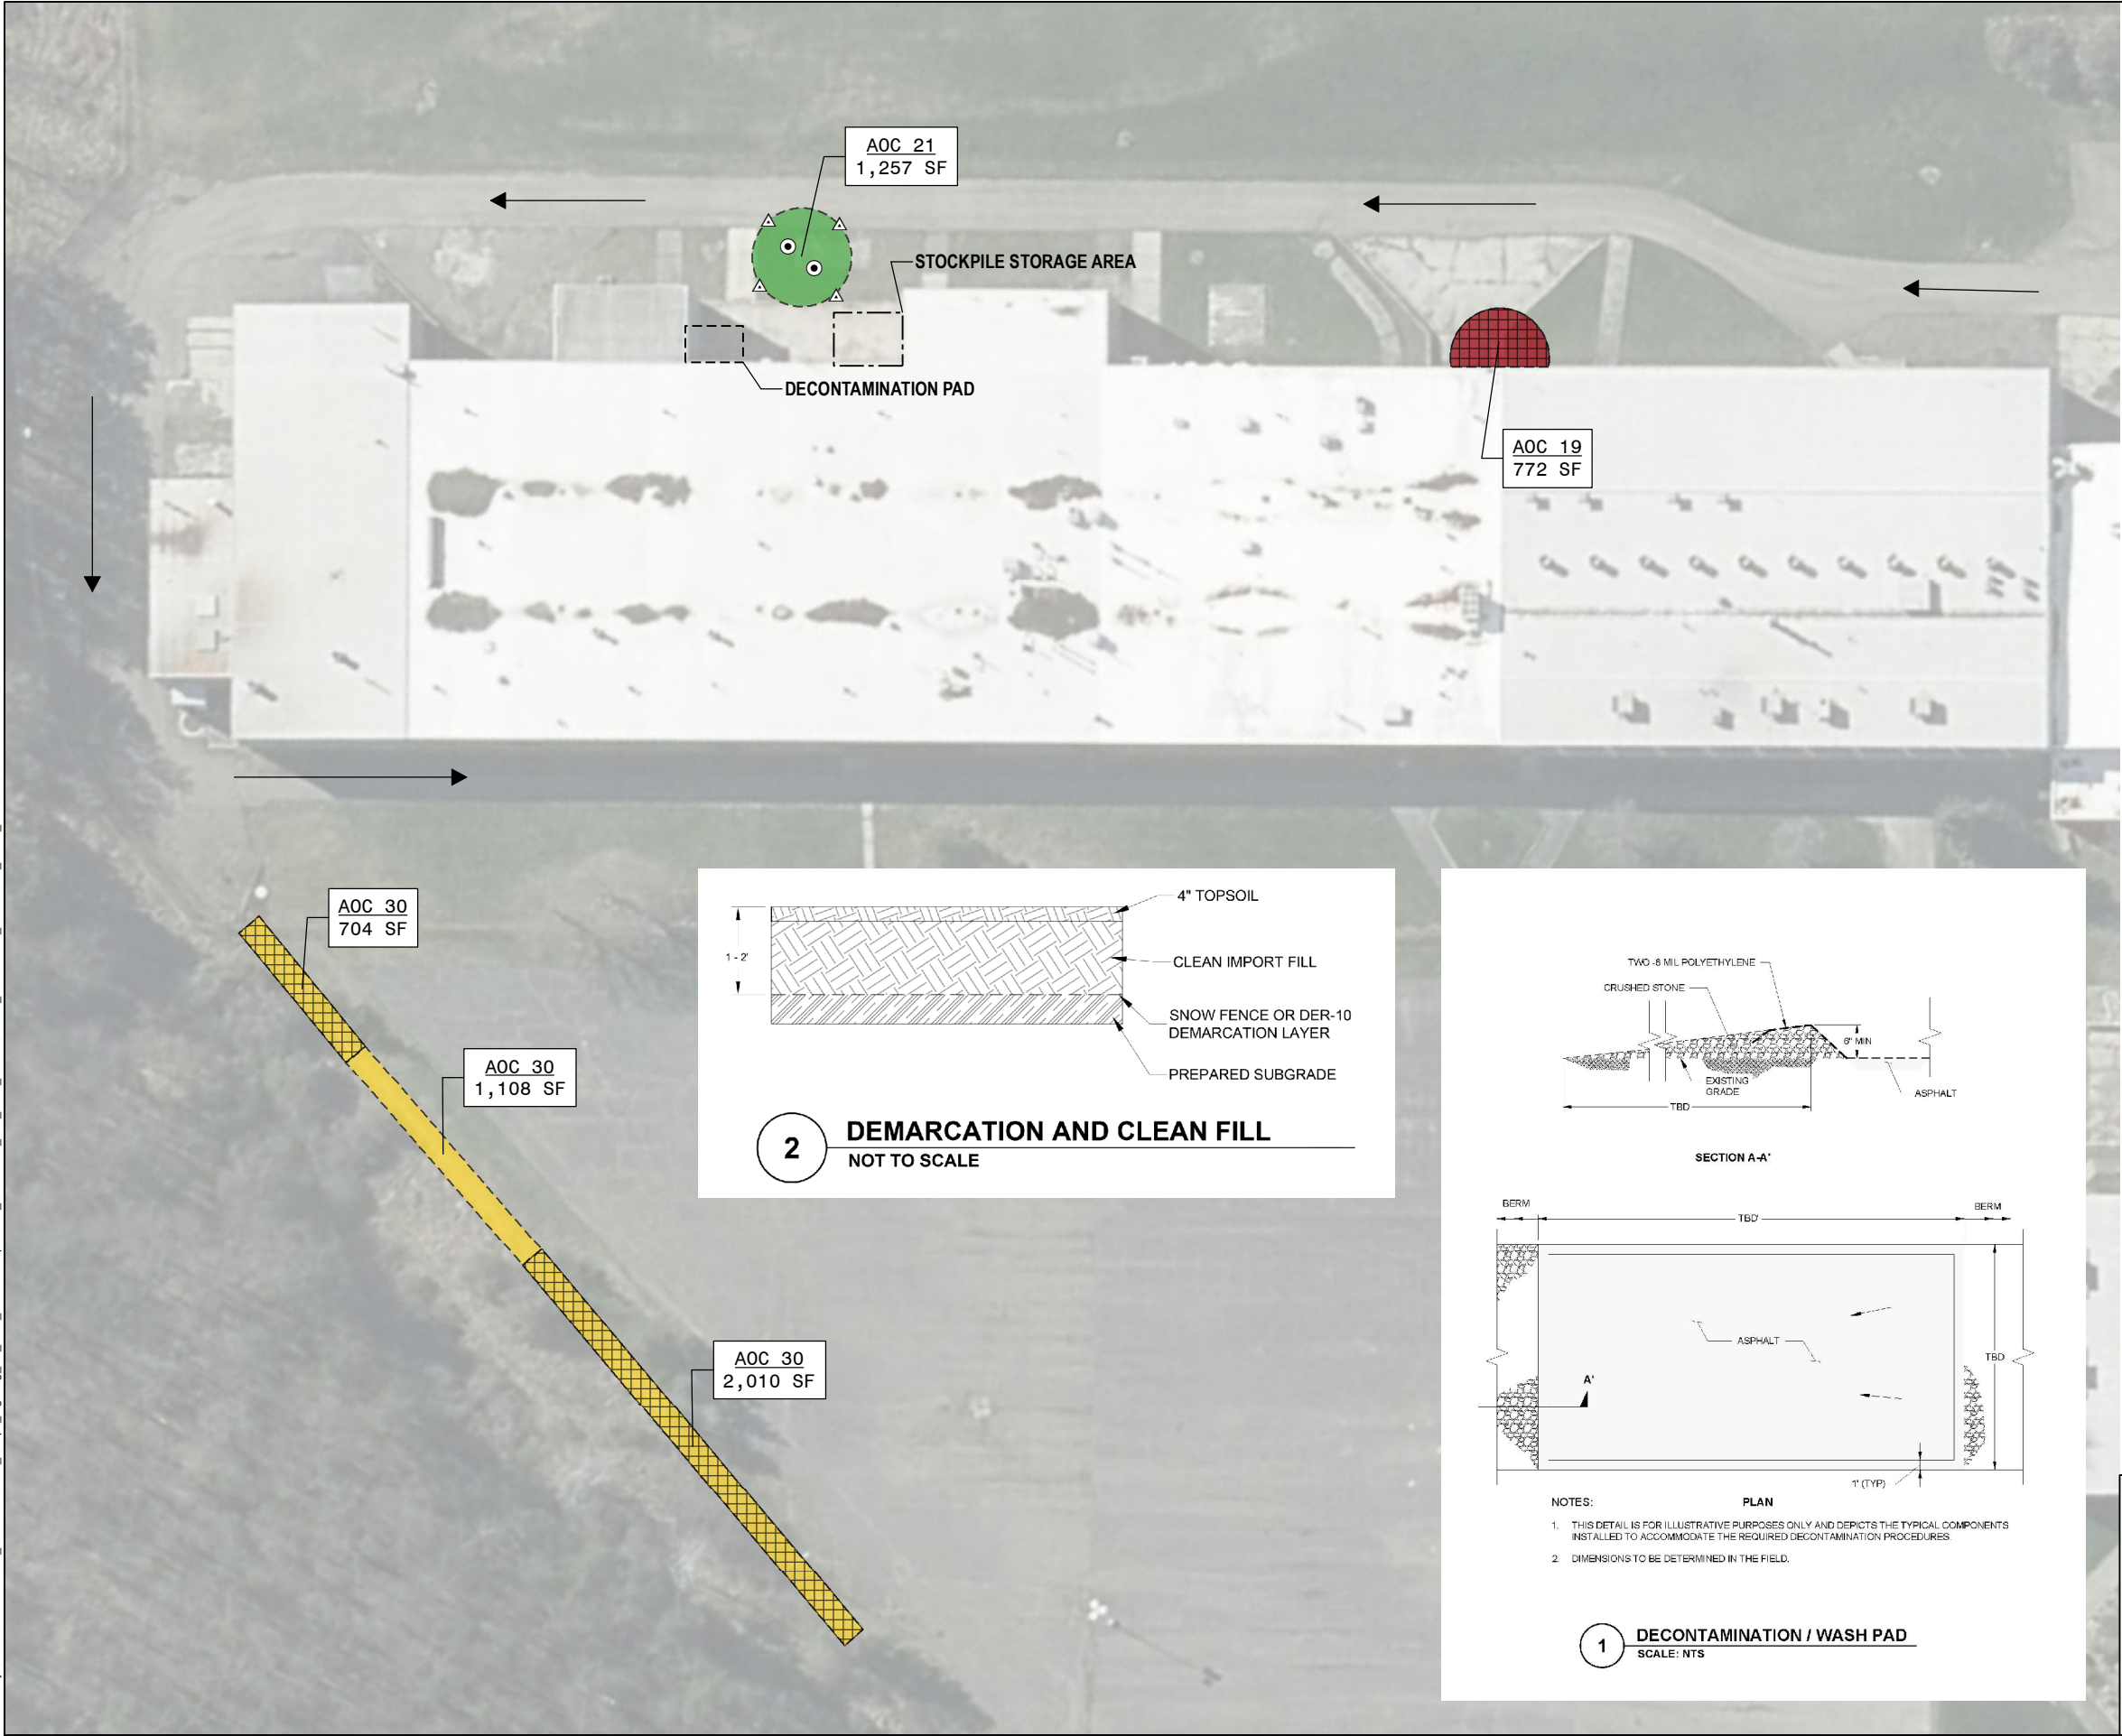 AOC 21
1,257 SF
STOCKPILE STORAGE AREA
DECONTAMINATION PAD
AOC 19
772 SF
AOC 30
704 SF
AOC 30
1,108 SF
AOC 30
2,010 SF
4" TOPSOIL
1 - 2'
CLEAN IMPORT FILL
SNOW FENCE OR DER-10
DEMARCATION LAYER
PREPARED SUBGRADE
2
DEMARCATION AND CLEAN FILL
NOT TO SCALE
TWO -6 MIL POLYETHYLENE
CRUSHED STONE
6" MIN
EXISTING
GRADE
ASPHALT
TBD
SECTION A-A'
BERM
TBD'
BERM
ASPHALT
TBD
A'
1' (TYP)
NOTES:
PLAN
1. THIS DETAIL IS FOR ILLUSTRATIVE PURPOSES ONLY AND DEPICTS THE TYPICAL COMPONENTS
INSTALLED TO ACCOMMODATE THE REQUIRED DECONTAMINATION PROCEDURES.
2. DIMENSIONS TO BE DETERMINED IN THE FIELD.
1
DECONTAMINATION / WASH PAD
SCALE: NTS